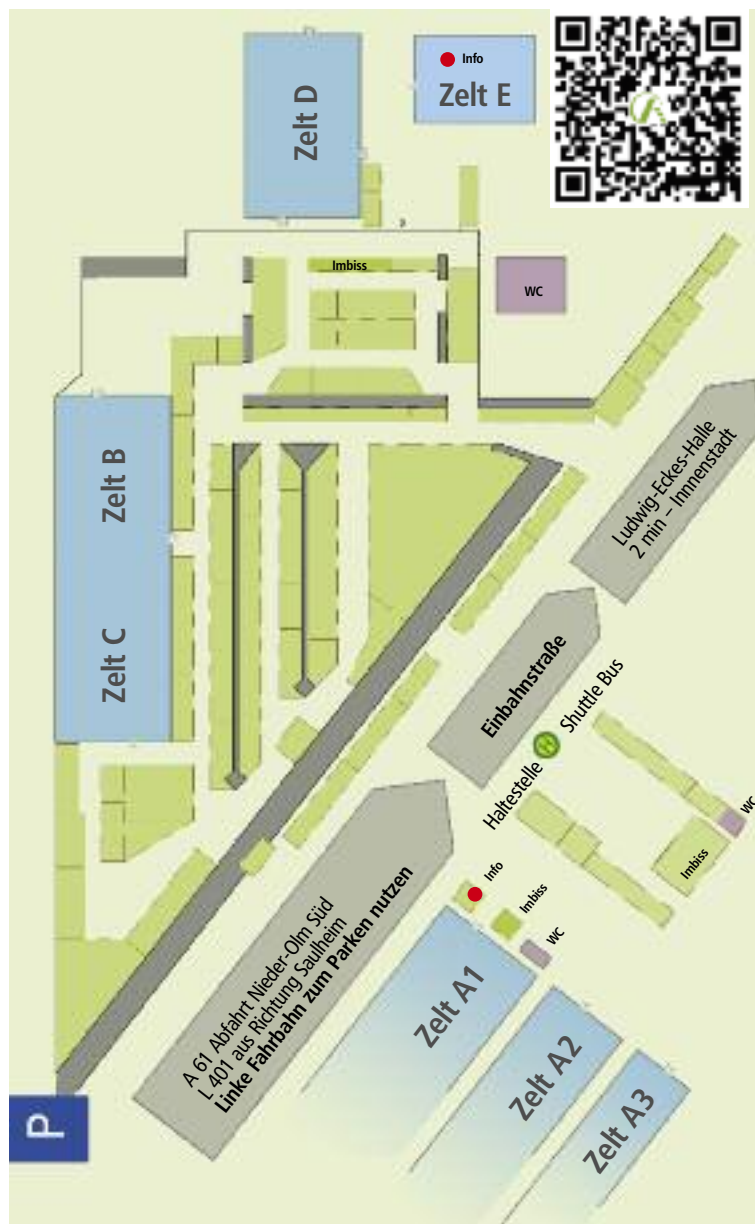 Info
Zelt E
Zelt D
Imbiss
WC
Zelt B
Zelt C
Ludwig-Eckes-Halle
2 min – Innnenstadt
Einbahnstraße
Haltestelle
Shuttle Bus
H
WC
Imbiss
Info
Imbiss
WC
A 61 Abfahrt Nieder-Olm Süd
L 401 aus Richtung Saulheim
Linke Fahrbahn zum Parken nutzen
Zelt A1
Zelt A2
Zelt A3
P